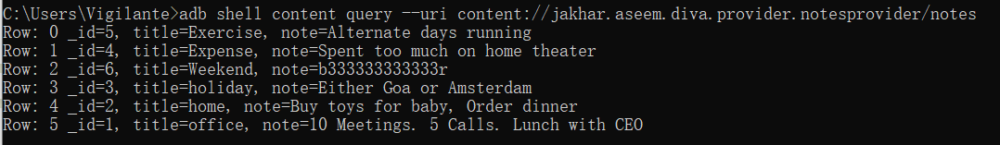 C:\Users\Vigilante>adb shell content query --uri content://jakhar.aseem.diva.provider.notesprovider/notes
Row: 0 _id=5, title=Exercise, note=Alternate days running
Row: 1 _id=4, title=Expense, note=Spent too much on home theater
Row: 2 _id=6, title=Weekend, note=b333333333333r
Row: 3 _id=3, title=holiday, note=Either Goa or Amsterdam
Row: 4 _id=2, title=home, note=Buy toys for baby, Order dinner
Row: 5 _id=1, title=office, note=10 Meetings. 5 Calls. Lunch with CEO